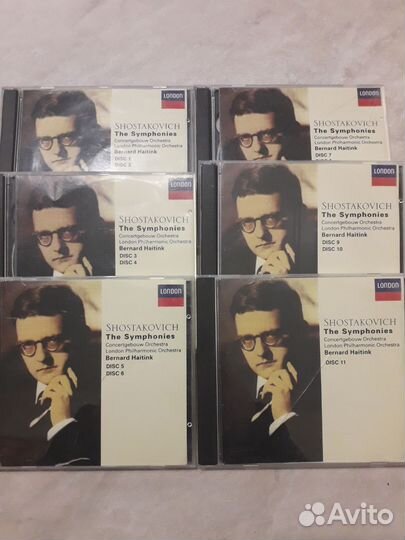 LONDON
SHOSTAKOVICH
The Symphonies
Concertgebouw Orchestra
London Philharmonic Orchestra
Bernard Haitink
DISC 1
DISC 2
LONDON
SHOSTAKOVICH
The Symphonies
Concertgebouw Orchestra
London Philharmonic Orchestra
Bernard Haitink
DISC 7
LONDON
SHOSTAKOVICH
The Symphonies
Concertgebouw Orchestra
London Philharmonic Orchestra
Bernard Haitink
DISC 3
DISC 4
LONDON
SHOSTAKOVICH
The Symphonies
Concertgebouw Orchestra
London Philharmonic Orchestra
Bernard Haitink
DISC 9
DISC 10
LONDON
SHOSTAKOVICH
The Symphonies
Concertgebouw Orchestra
London Philharmonic Orchestra
Bernard Haitink
DISC 5
DISC 6
LONDON
SHOSTAKOVICH
The Symphonies
Concertgebouw Orchestra
London Philharmonic Orchestra
Bernard Haitink
DISC 11
Avito